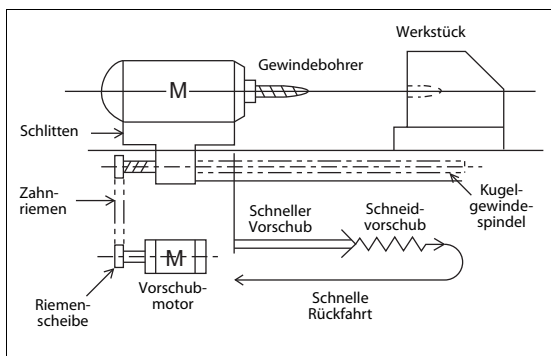 Werkstück
Gewindebohrer
M
Schlitten
Zahn-
riemen
Kugel-
gewinde-
spindel
Schneller
Vorschub
Schneid-
vorschub
M
Riemen-
scheibe
Vorschub-
motor
Schnelle
Rückfahrt